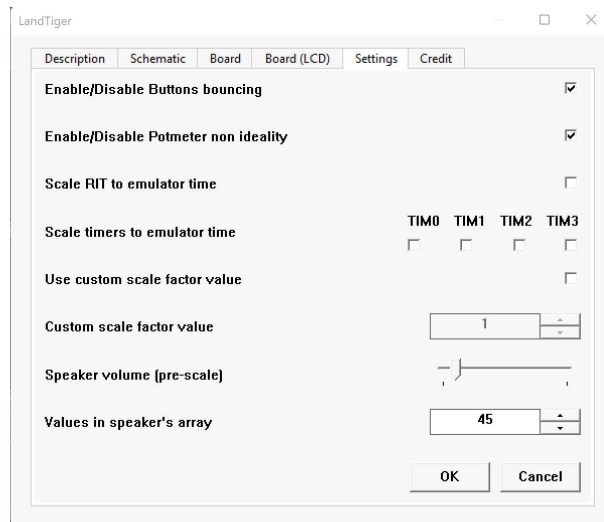 LandTiger
Description Schematic Board Board (LCD) Settings Credit
Enable/Disable Buttons bouncing
Enable/Disable Potmeter non ideality
Scale RIT to emulator time
TIM0 TIM1 TIM2 TIM3
Scale timers to emulator time
Use custom scale factor value
Custom scale factor value 1
Speaker volume (pre-scale)
Values in speaker's array 45
OK Cancel